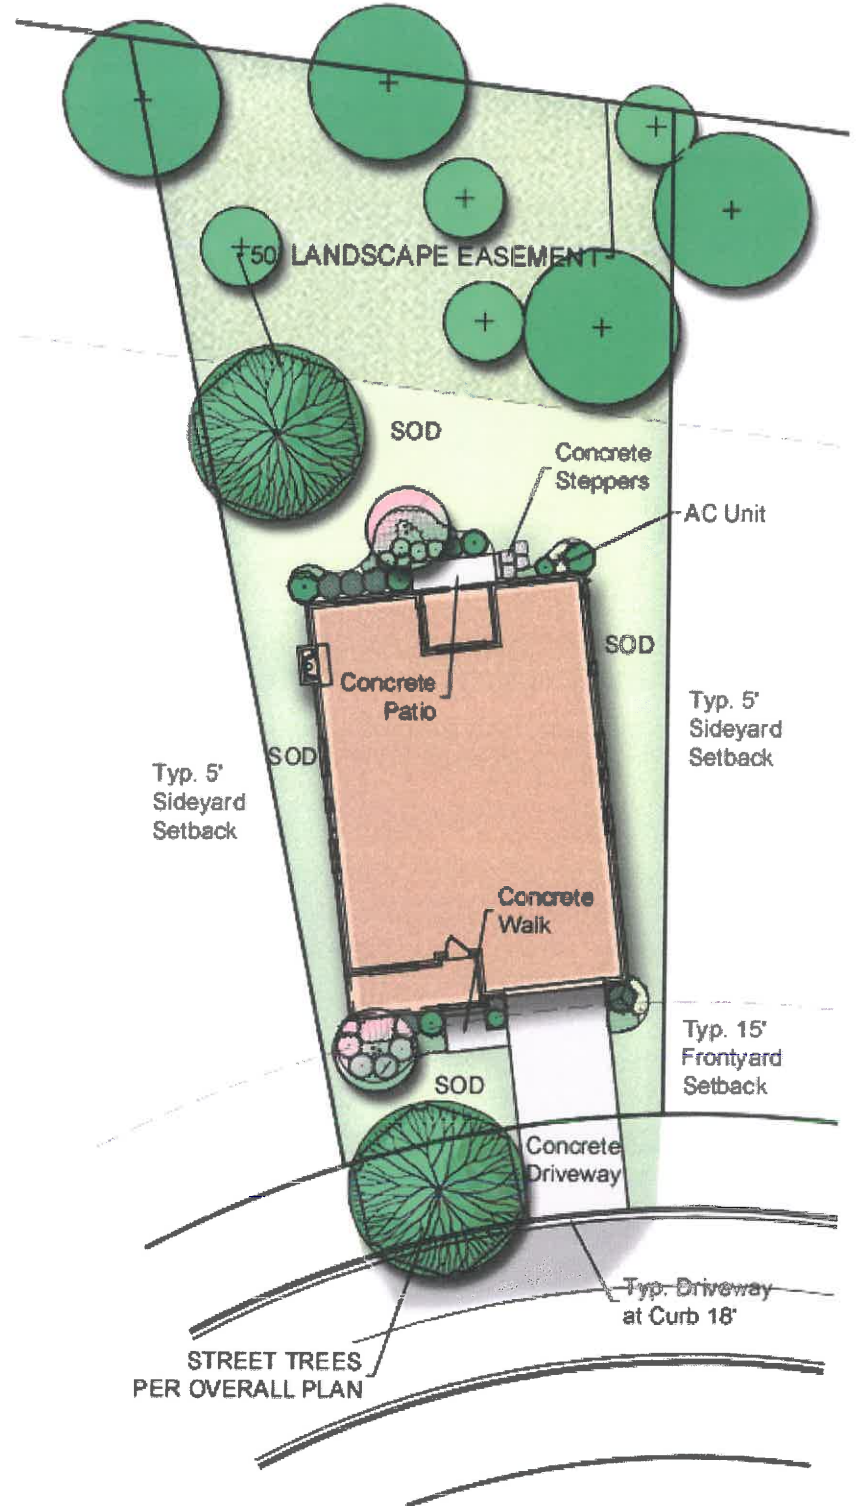 50' LANDSCAPE EASEMENT
SOD
Concrete
Steppers
AC Unit
SOD
Concrete
Patio
Typ. 5'
Sideyard
Setback
SOD
Typ. 5'
Sideyard
Setback
Concrete
Walk
Typ. 15'
Frontyard
Setback
SOD
Concrete
Driveway
Typ. Driveway
at Curb 18'
STREET TREES
PER OVERALL PLAN